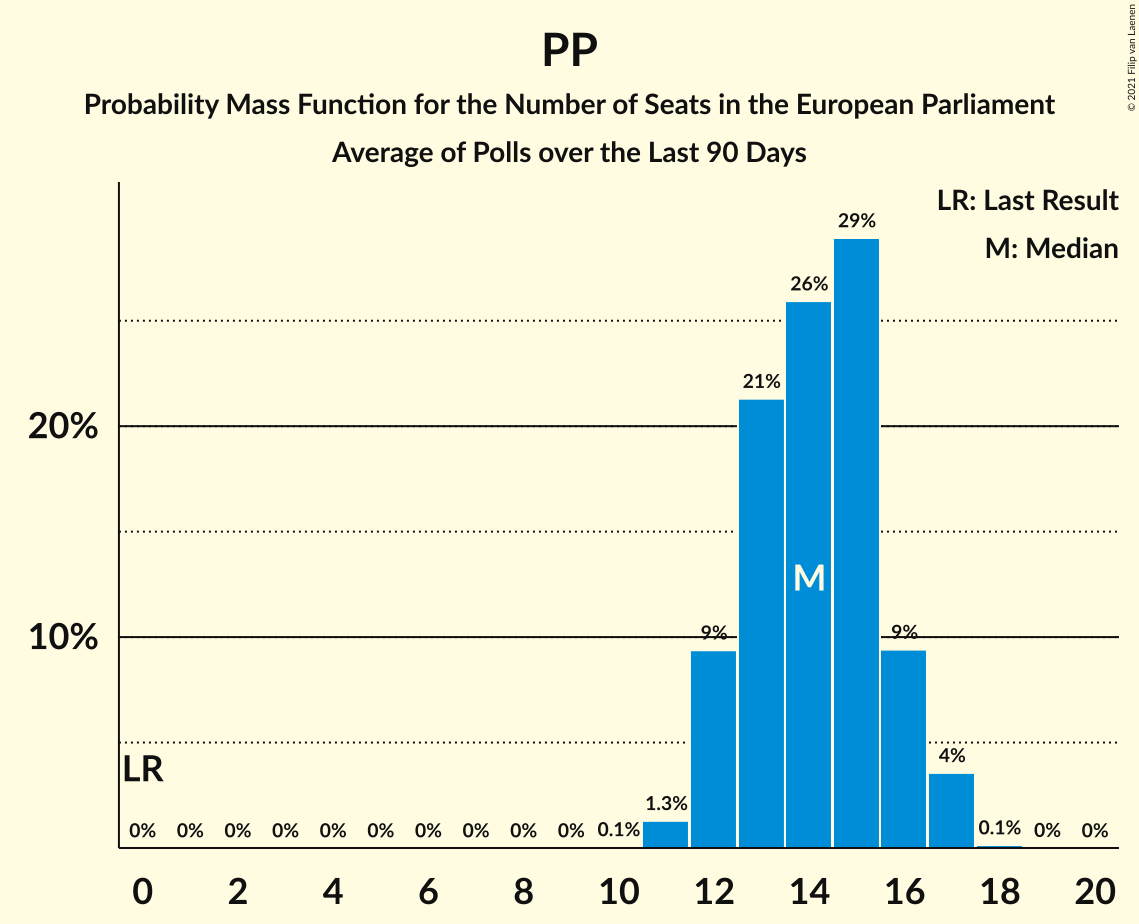 PP
Probability Mass Function for the Number of Seats in the European Parliament
Average of Polls over the Last 90 Days
© 2021 Filip van Laenen
LR: Last Result
M: Median
29%
26%
21%
20%
M
9%
9%
10%
LR
4%
1.3%
0% 0% 0% 0% 0% 0% 0% 0% 0% 0% 0.1% 0.1% 0% 0%
0 2 4 6 8 10 12 14 16 18 20